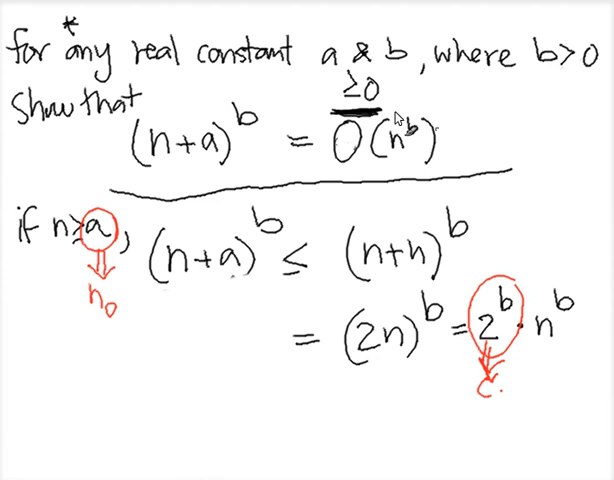 *
for any real constant a & b, where b>0
show that ≥0
(n+a)^b = O(n^b)
if n≥a, (n+a)^b ≤ (n+n)^b
n₀ = (2n)^b = 2^b · n^b
c.